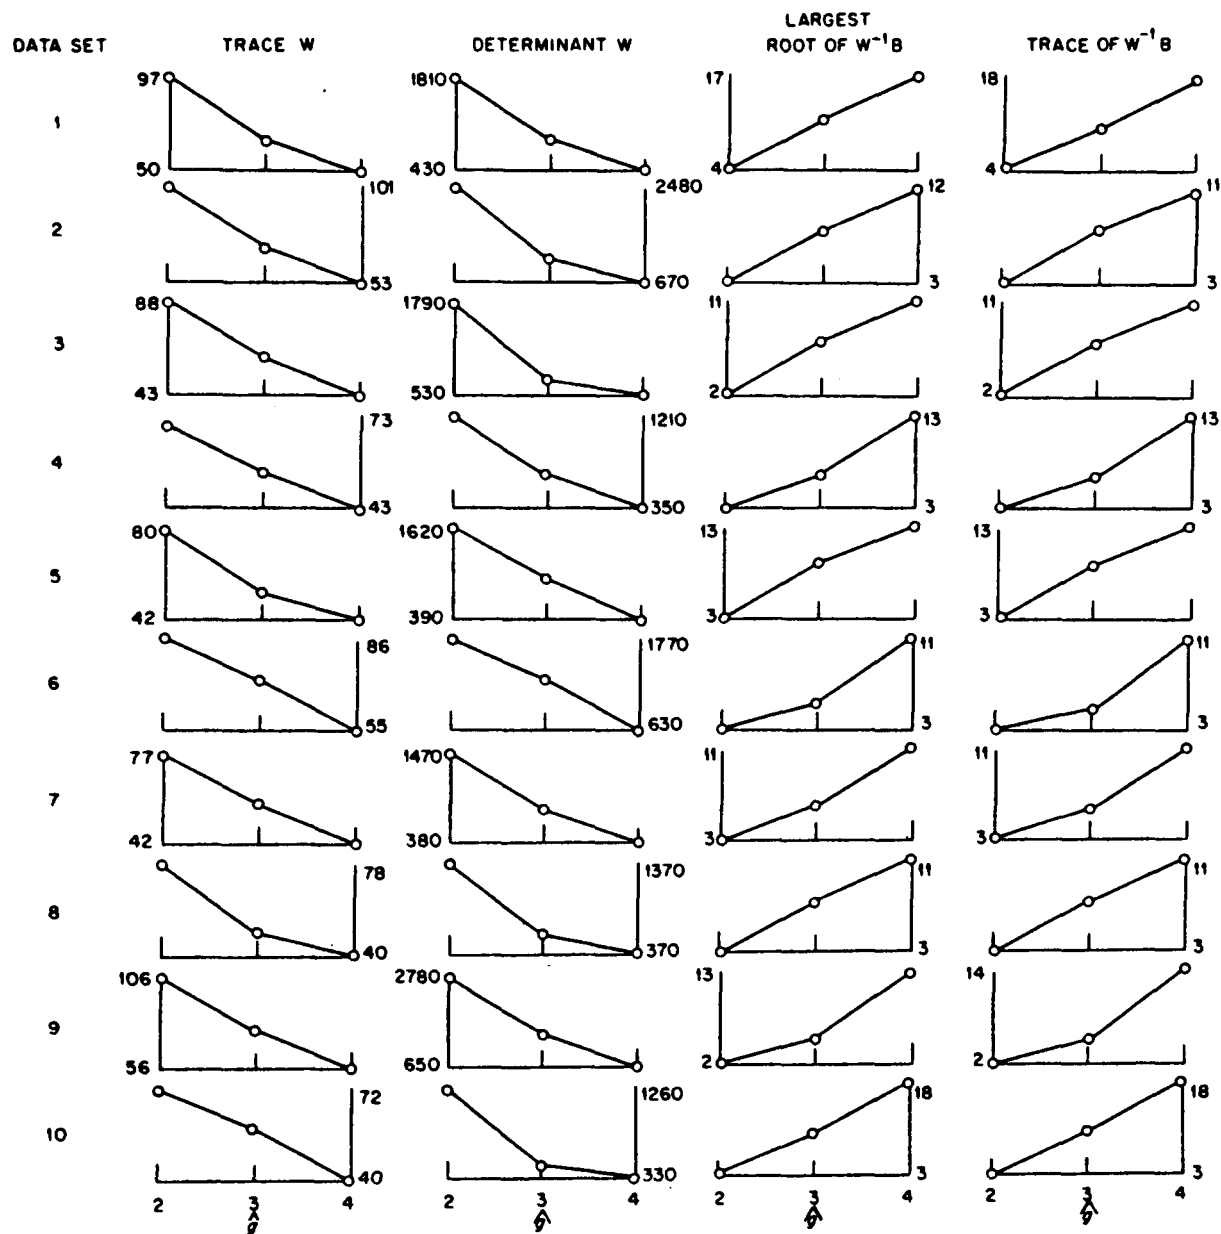 DATA SET TRACE W DETERMINANT W LARGEST ROOT OF W⁻¹B TRACE OF W⁻¹B
1 97 50 1810 430 17 4 18 4
2 101 53 2480 670 12 3 11 3
3 88 43 1790 530 11 2 11 2
4 73 43 1210 350 13 3 13 3
5 80 42 1620 390 13 3 13 3
6 86 55 1770 630 11 3 11 3
7 77 42 1470 380 11 3 11 3
8 78 40 1370 370 11 3 11 3
9 106 56 2780 650 13 2 14 2
10 72 40 1260 330 18 3 18 3
2 3 4 2 3 4 2 3 4 2 3 4
ĝ ĝ ĝ ĝ